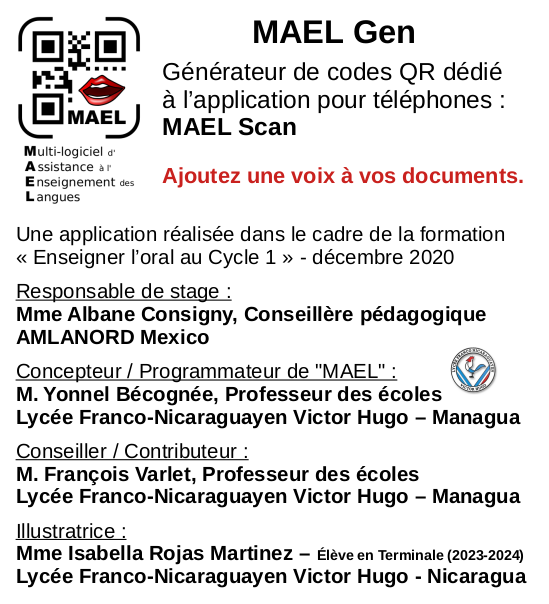 MAEL Gen
Générateur de codes QR dédié
à l’application pour téléphones :
MAEL Scan
Ajoutez une voix à vos documents.
MAEL
Multi-logiciel d'
Assistance à l'
Enseignement des
Langues
Une application réalisée dans le cadre de la formation
« Enseigner l’oral au Cycle 1 » - décembre 2020
Responsable de stage :
Mme Albane Consigny, Conseillère pédagogique
AMLANORD Mexico
Concepteur / Programmateur de "MAEL" :
M. Yonnel Bécognée, Professeur des écoles
Lycée Franco-Nicaraguayen Victor Hugo – Managua
Conseiller / Contributeur :
M. François Varlet, Professeur des écoles
Lycée Franco-Nicaraguayen Victor Hugo – Managua
Illustratrice :
Mme Isabella Rojas Martinez – Élève en Terminale (2023-2024)
Lycée Franco-Nicaraguayen Victor Hugo - Nicaragua